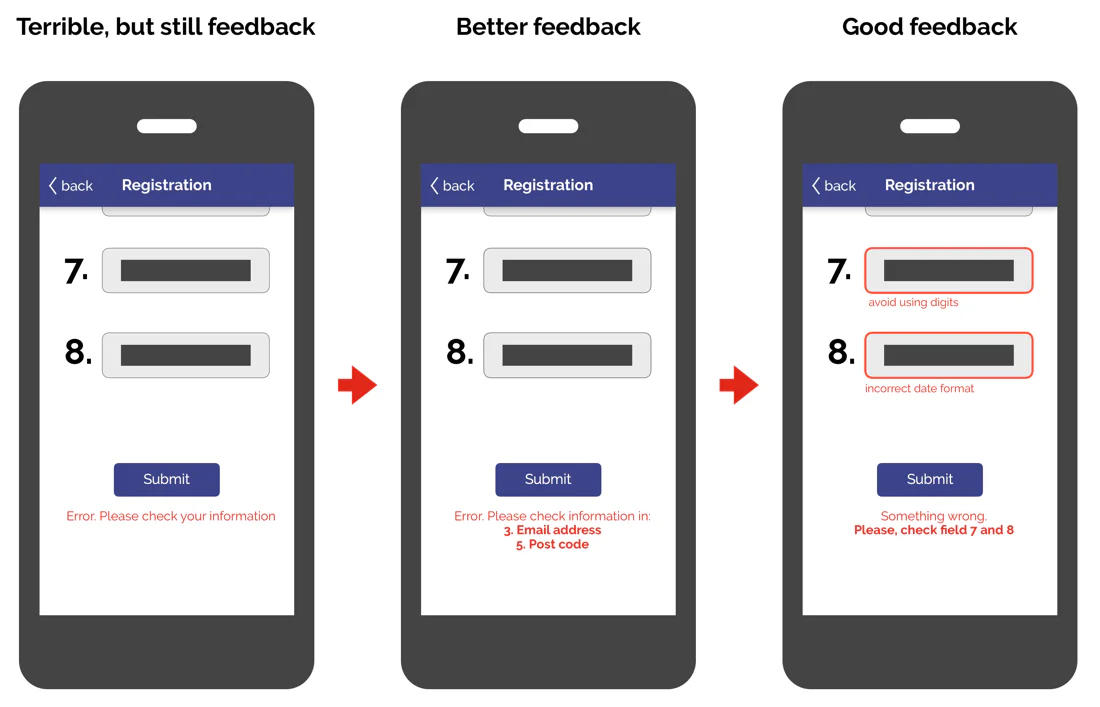 Terrible, but still feedback
Better feedback
Good feedback
back
Registration
7.
8.
Submit
Error. Please check your information
back
Registration
7.
8.
Submit
Error. Please check information in:
3. Email address
5. Post code
back
Registration
7.
avoid using digits
8.
incorrect date format
Submit
Something wrong.
Please, check field 7 and 8